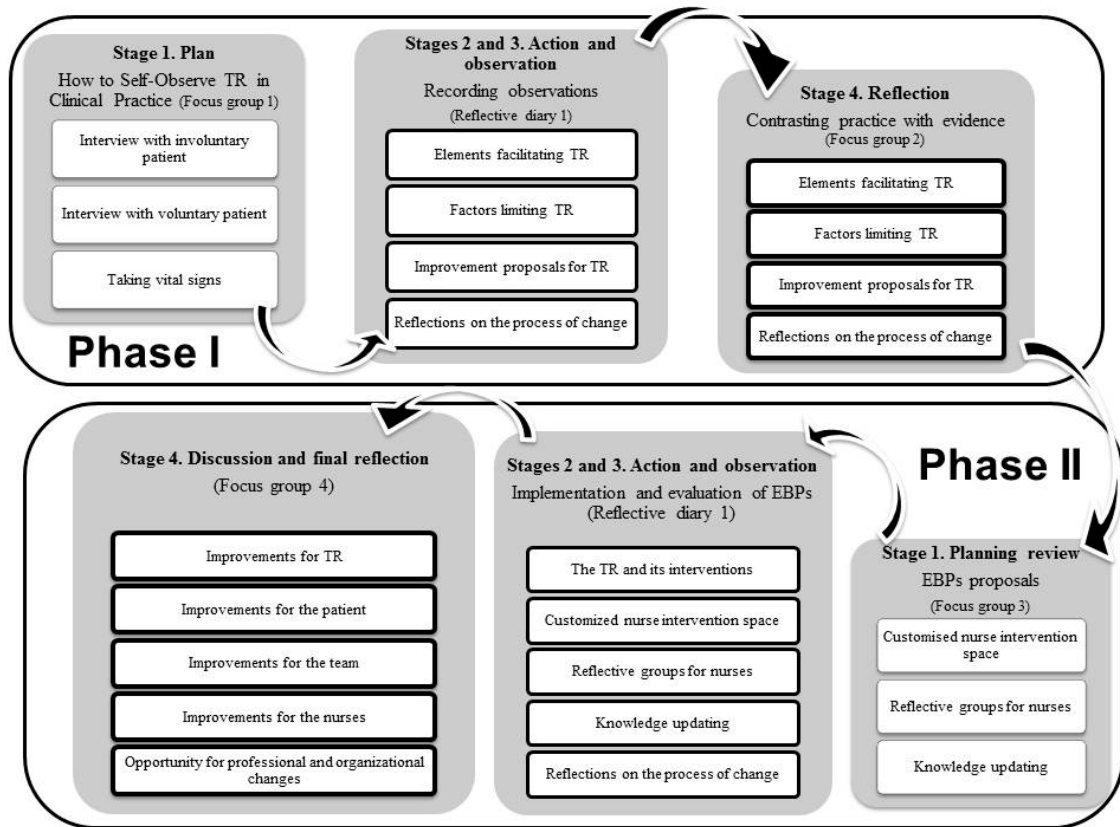 Stage 1. Plan
How to Self-Observe TR in
Clinical Practice (Focus group 1)
Interview with involuntary
patient
Interview with voluntary patient
Taking vital signs
Stages 2 and 3. Action and
observation
Recording observations
(Reflective diary 1)
Elements facilitating TR
Factors limiting TR
Improvement proposals for TR
Reflections on the process of change
Stage 4. Reflection
Contrasting practice with evidence
(Focus group 2)
Elements facilitating TR
Factors limiting TR
Improvement proposals for TR
Reflections on the process of change
Phase I
Phase II
Stage 1. Planning review
EBPs proposals
(Focus group 3)
Customised nurse intervention
space
Reflective groups for nurses
Knowledge updating
Stages 2 and 3. Action and observation
Implementation and evaluation of EBPs
(Reflective diary 1)
The TR and its interventions
Customized nurse intervention space
Reflective groups for nurses
Knowledge updating
Reflections on the process of change
Stage 4. Discussion and final reflection
(Focus group 4)
Improvements for TR
Improvements for the patient
Improvements for the team
Improvements for the nurses
Opportunity for professional and organizational
changes